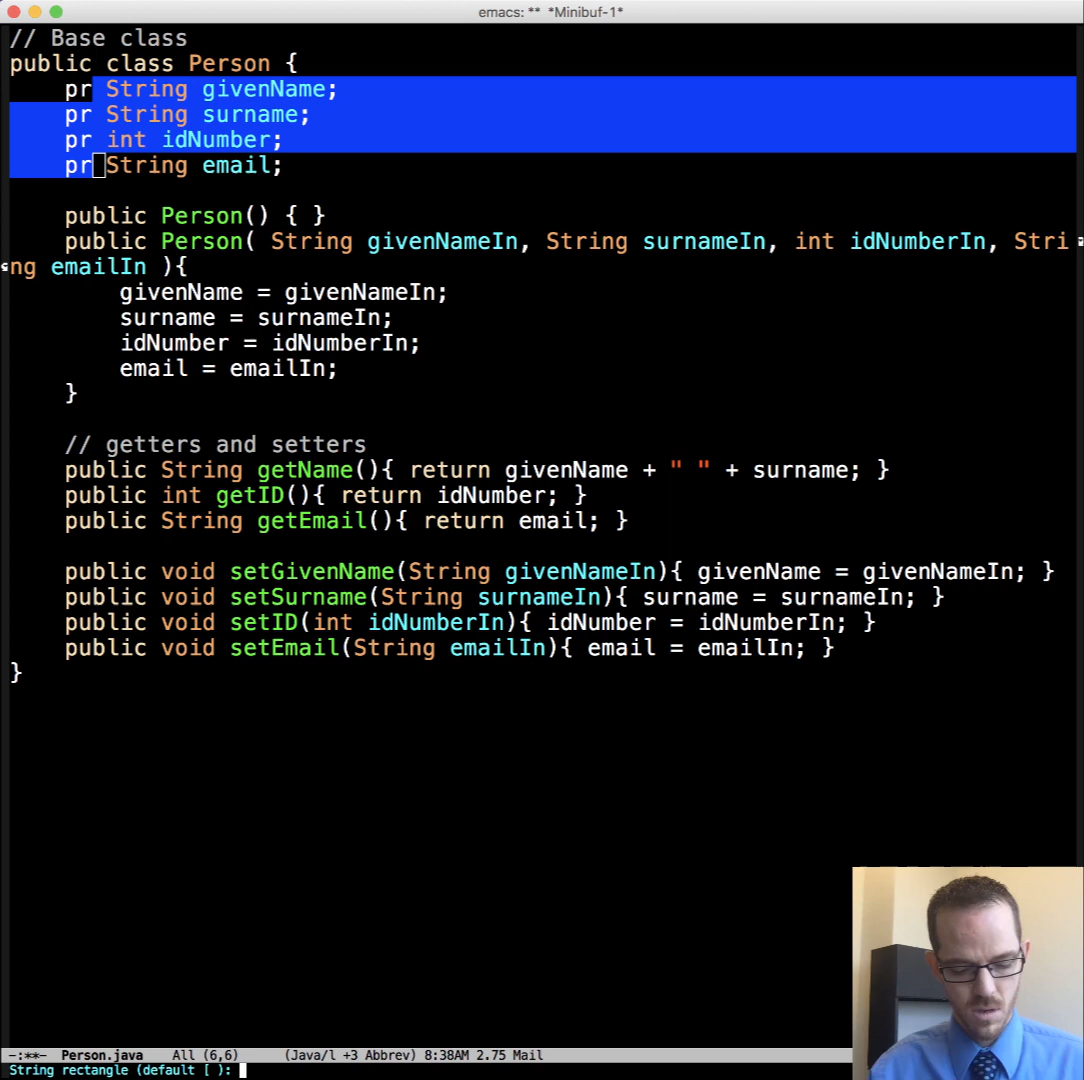 emacs: ** *Minibuf-1*
// Base class
public class Person {
    pr String givenName;
    pr String surname;
    pr int idNumber;
    pr String email;

    public Person() { }
    public Person( String givenNameIn, String surnameIn, int idNumberIn, Stri
ng emailIn ){
        givenName = givenNameIn;
        surname = surnameIn;
        idNumber = idNumberIn;
        email = emailIn;
    }

    // getters and setters
    public String getName(){ return givenName + " " + surname; }
    public int getID(){ return idNumber; }
    public String getEmail(){ return email; }

    public void setGivenName(String givenNameIn){ givenName = givenNameIn; }
    public void setSurname(String surnameIn){ surname = surnameIn; }
    public void setID(int idNumberIn){ idNumber = idNumberIn; }
    public void setEmail(String emailIn){ email = emailIn; }
}
-:**-  Person.java    All (6,6)      (Java/l +3 Abbrev) 8:38AM 2.75 Mail
String rectangle (default [ ):